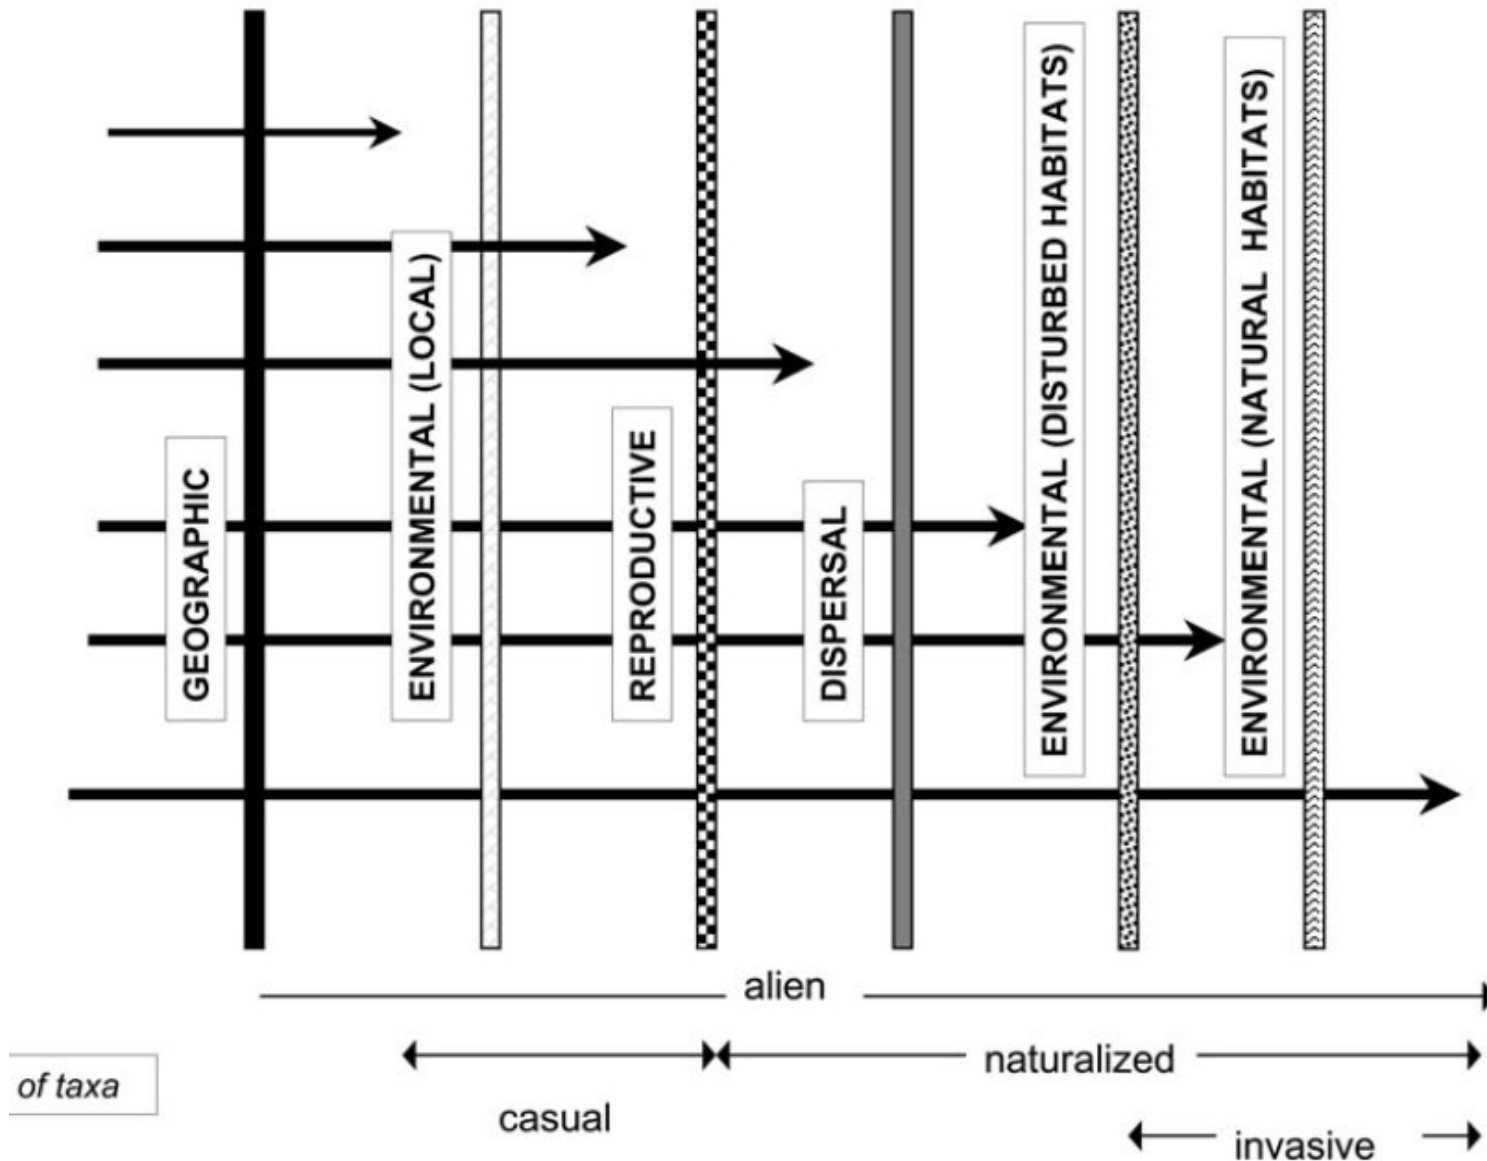 GEOGRAPHIC
ENVIRONMENTAL (LOCAL)
REPRODUCTIVE
DISPERSAL
ENVIRONMENTAL (DISTURBED HABITATS)
ENVIRONMENTAL (NATURAL HABITATS)
alien
naturalized
of taxa
casual
invasive